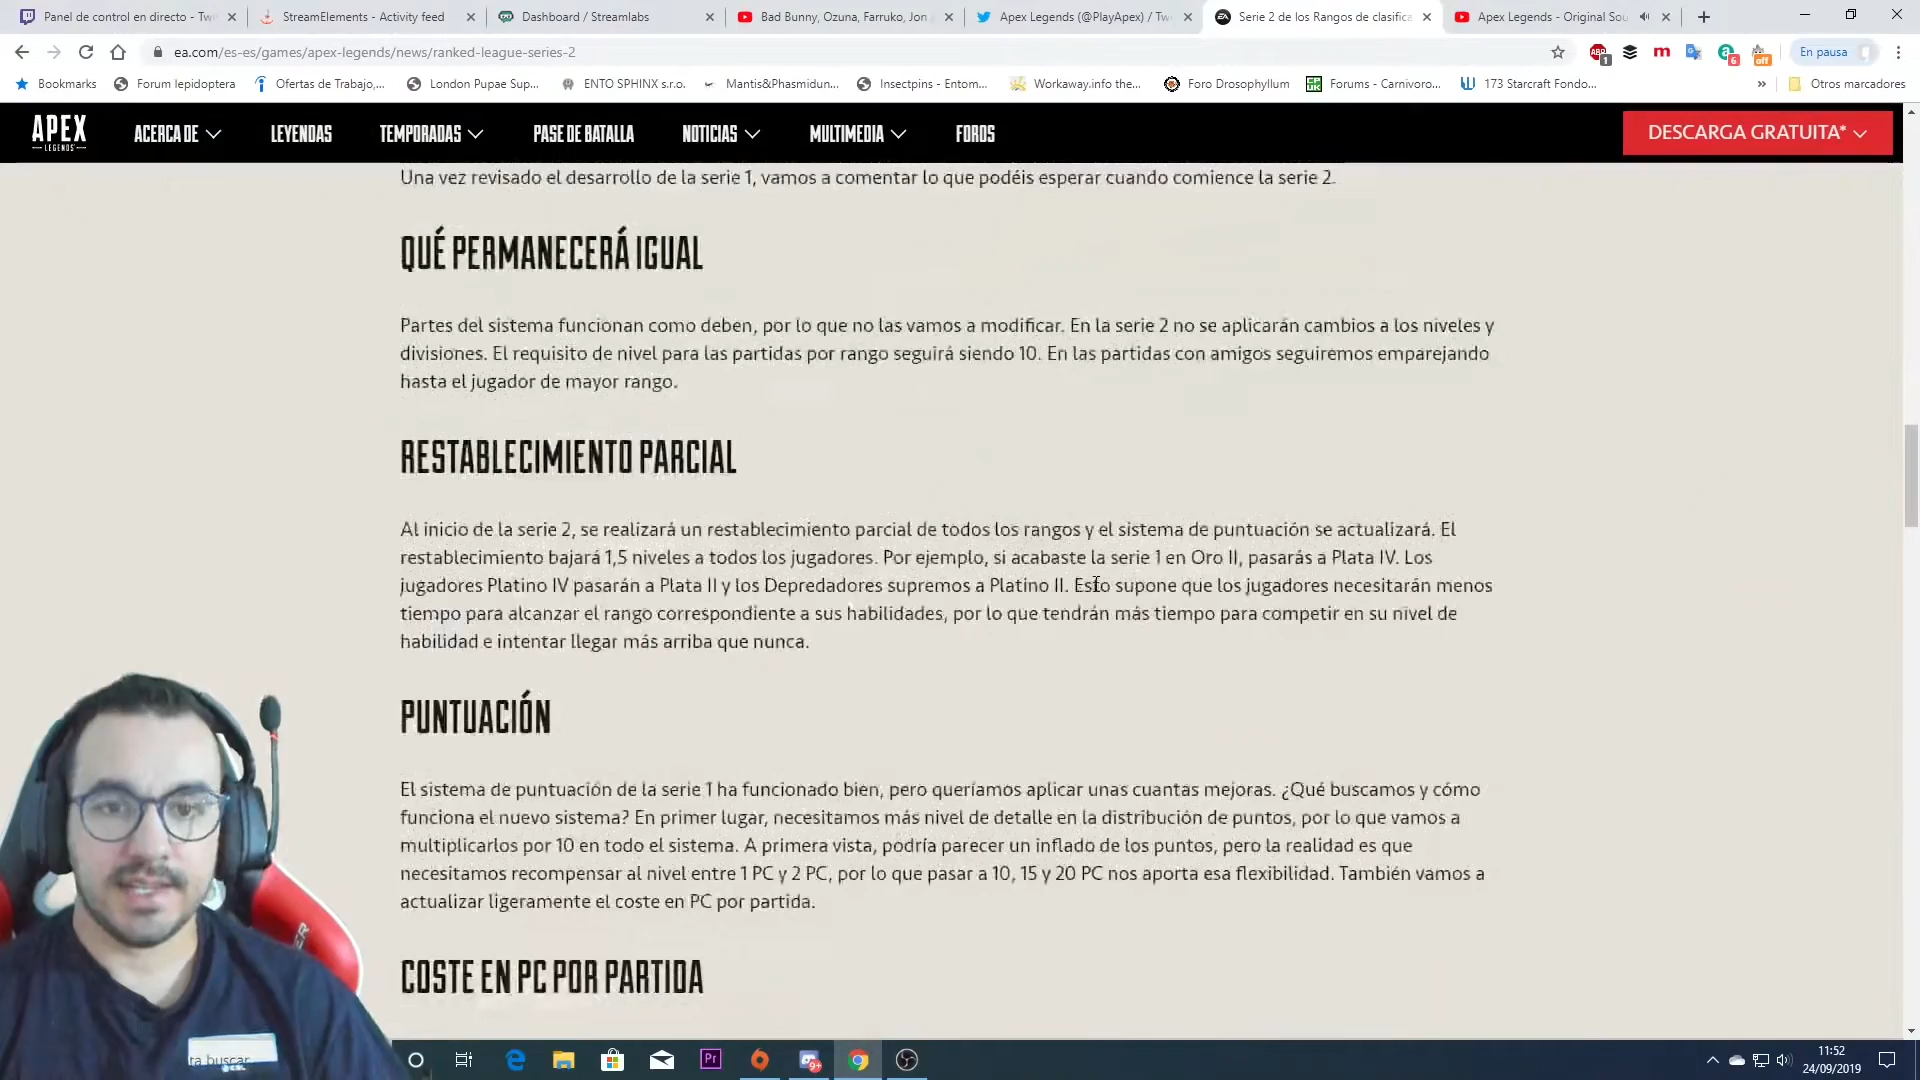 Panel de control en directo - Tw
StreamElements - Activity feed
Dashboard / Streamlabs
Bad Bunny, Ozuna, Farruko, Jon
Apex Legends (@PlayApex) / Tw
Serie 2 de los Rangos de clasifica
Apex Legends - Original Sou
ea.com/es-es/games/apex-legends/news/ranked-league-series-2
ABP
1
m
6
off
En pausa
Bookmarks
Forum lepidoptera
Ofertas de Trabajo,...
London Pupae Sup...
ENTO SPHINX s.r.o.
Mantis&Phasmidun...
Insectpins - Entom...
Workaway.info the...
Foro Drosophyllum
Forums - Carnivoro...
173 Starcraft Fondo...
»
Otros marcadores
APEX
LEGENDS
ACERCA DE
LEYENDAS
TEMPORADAS
PASE DE BATALLA
NOTICIAS
MULTIMEDIA
FOROS
DESCARGA GRATUITA*
Una vez revisado el desarrollo de la serie 1, vamos a comentar lo que podéis esperar cuando comience la serie 2.
QUÉ PERMANECERÁ IGUAL
Partes del sistema funcionan como deben, por lo que no las vamos a modificar. En la serie 2 no se aplicarán cambios a los niveles y
divisiones. El requisito de nivel para las partidas por rango seguirá siendo 10. En las partidas con amigos seguiremos emparejando
hasta el jugador de mayor rango.
RESTABLECIMIENTO PARCIAL
Al inicio de la serie 2, se realizará un restablecimiento parcial de todos los rangos y el sistema de puntuación se actualizará. El
restablecimiento bajará 1,5 niveles a todos los jugadores. Por ejemplo, si acabaste la serie 1 en Oro II, pasarás a Plata IV. Los
jugadores Platino IV pasarán a Plata II y los Depredadores supremos a Platino II. Esto supone que los jugadores necesitarán menos
tiempo para alcanzar el rango correspondiente a sus habilidades, por lo que tendrán más tiempo para competir en su nivel de
habilidad e intentar llegar más arriba que nunca.
PUNTUACIÓN
El sistema de puntuación de la serie 1 ha funcionado bien, pero queríamos aplicar unas cuantas mejoras. ¿Qué buscamos y cómo
funciona el nuevo sistema? En primer lugar, necesitamos más nivel de detalle en la distribución de puntos, por lo que vamos a
multiplicarlos por 10 en todo el sistema. A primera vista, podría parecer un inflado de los puntos, pero la realidad es que
necesitamos recompensar al nivel entre 1 PC y 2 PC, por lo que pasar a 10, 15 y 20 PC nos aporta esa flexibilidad. También vamos a
actualizar ligeramente el coste en PC por partida.
COSTE EN PC POR PARTIDA
ta buscar
Pr
9+
11:52
24/09/2019